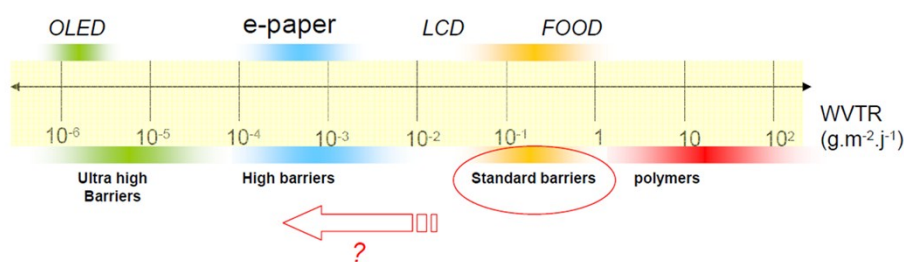 OLED e-paper LCD FOOD
10⁻⁶ 10⁻⁵ 10⁻⁴ 10⁻³ 10⁻² 10⁻¹ 1 10 10²
WVTR
(g.m⁻².j⁻¹)
Ultra high High barriers Standard barriers polymers
Barriers
?